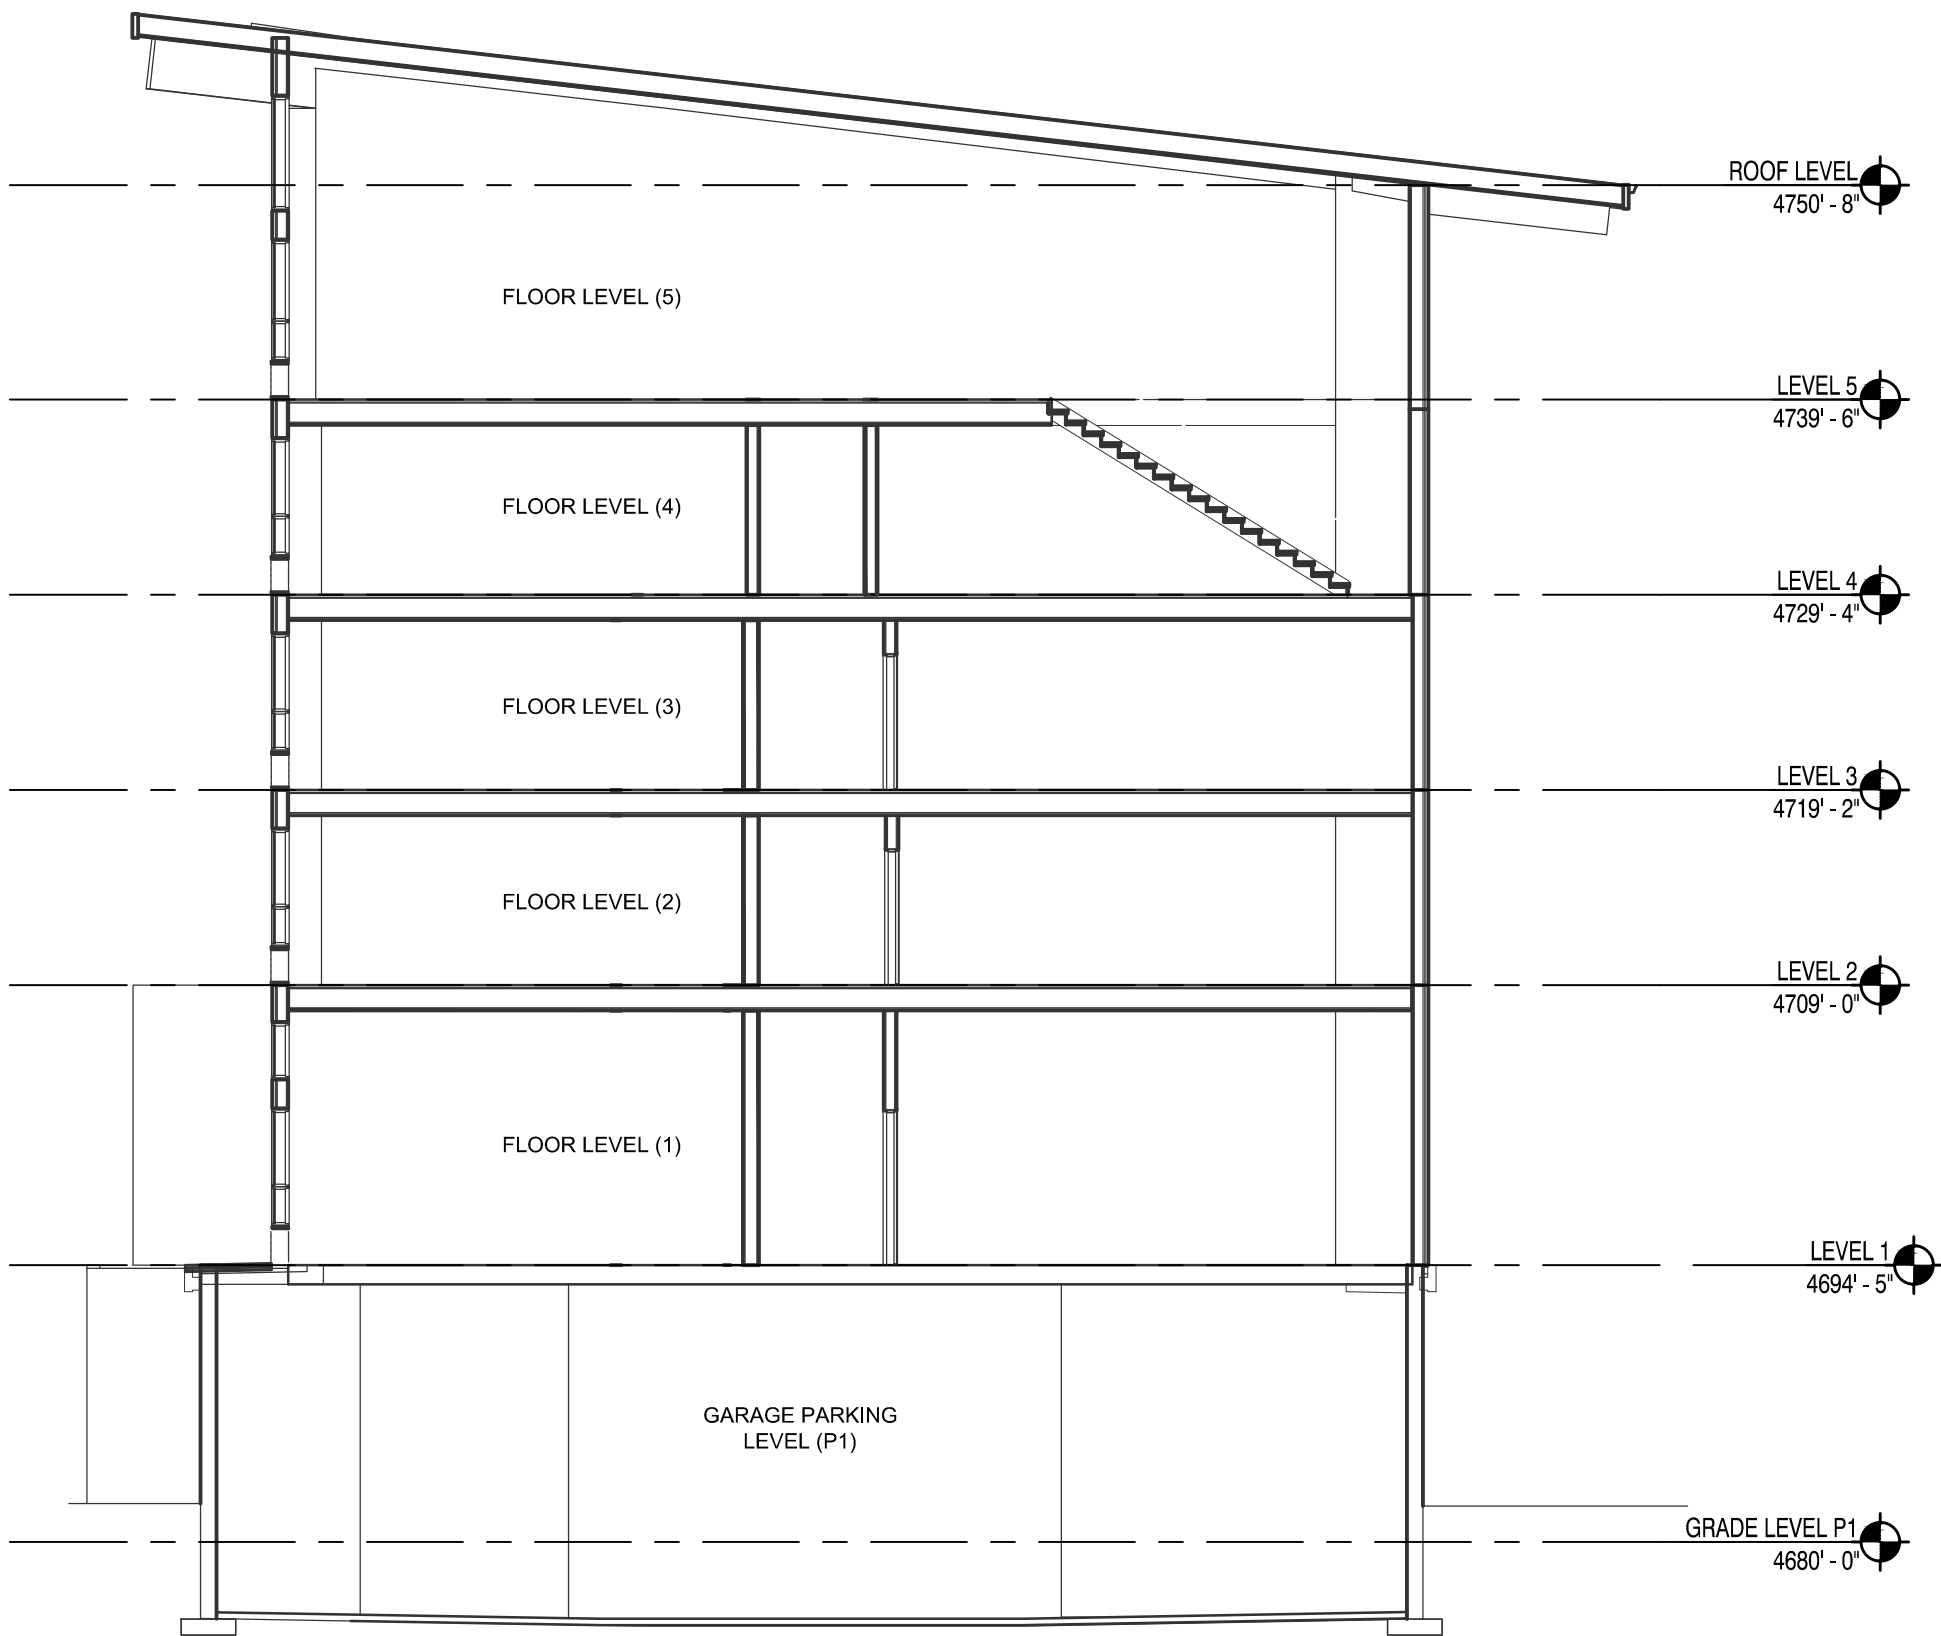 ROOF LEVEL
4750' - 8"
FLOOR LEVEL (5)
LEVEL 5
4739' - 6"
FLOOR LEVEL (4)
LEVEL 4
4729' - 4"
FLOOR LEVEL (3)
LEVEL 3
4719' - 2"
FLOOR LEVEL (2)
LEVEL 2
4709' - 0"
FLOOR LEVEL (1)
LEVEL 1
4694' - 5"
GARAGE PARKING
LEVEL (P1)
GRADE LEVEL P1
4680' - 0"